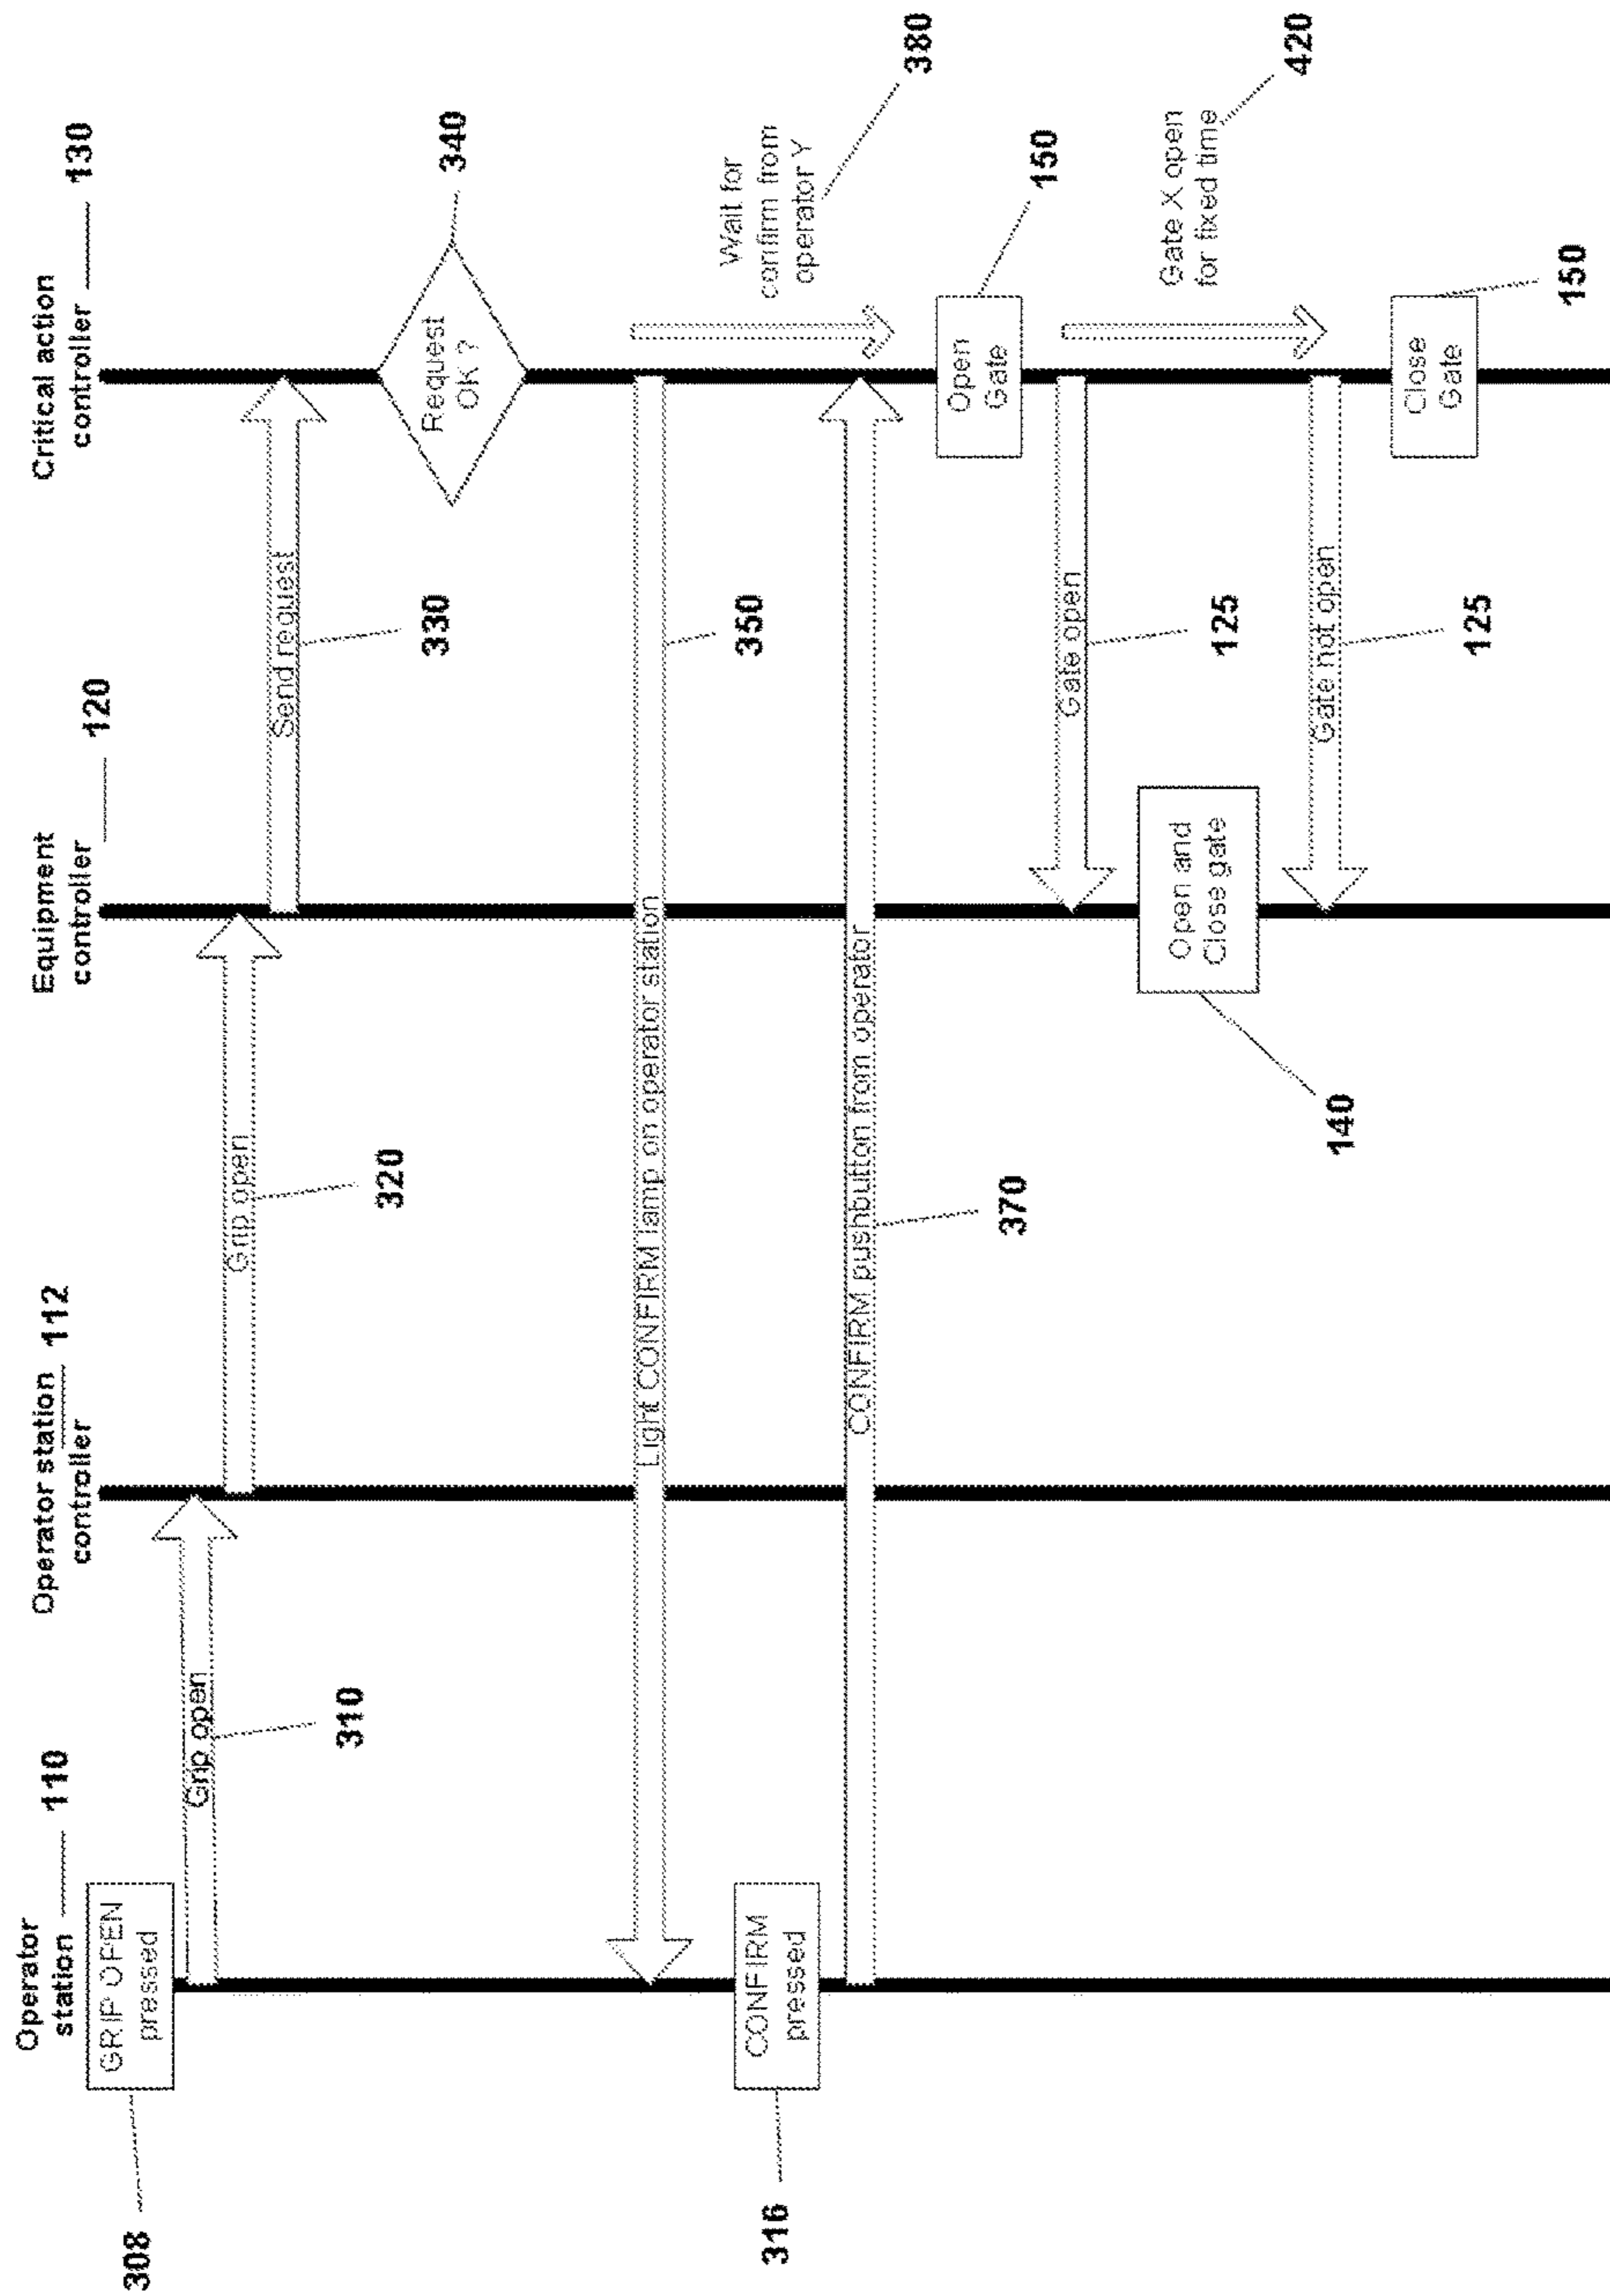 Operator
station
110
Operator station
controller
112
Equipment
controller
120
Critical action
controller
130
308
GRIP OPEN
pressed
Grip open
310
Grip open
320
Send request
330
Request
OK ?
340
Light CONFIRM lamp on operator station
350
Wait for
confirm from
operator Y
380
316
CONFIRM
pressed
CONFIRM pushbutton from operator
370
Open
Gate
150
Gate open
125
Gate X open
for fixed time
420
Open and
Close gate
140
Gate not open
125
Close
Gate
150